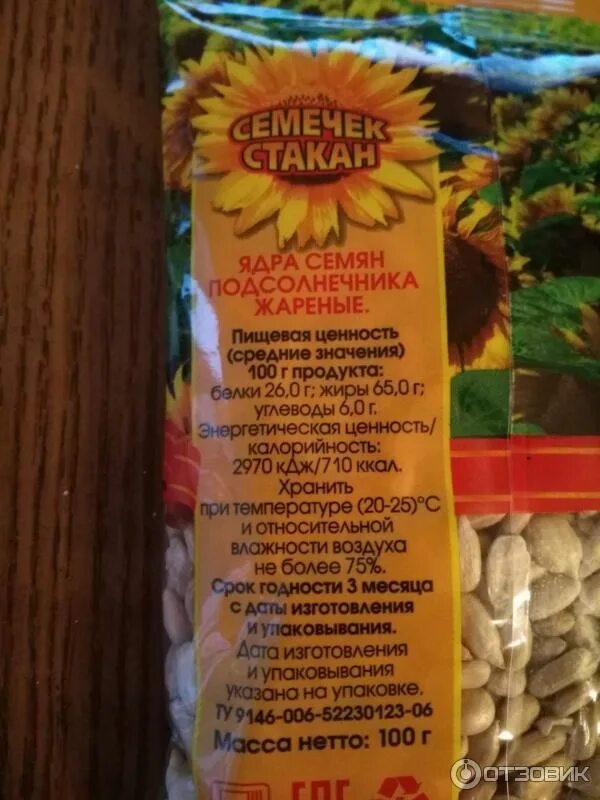 СЕМЕЧЕК
СТАКАН
ЯДРА СЕМЯН
ПОДСОЛНЕЧНИКА
ЖАРЕНЫЕ.
Пищевая ценность
(средние значения)
100 г продукта:
белки 26,0 г; жиры 65,0 г;
углеводы 6,0 г.
Энергетическая ценность/
калорийность:
2970 кДж/710 ккал.
Хранить
при температуре (20-25)°С
и относительной
влажности воздуха
не более 75%.
Срок годности 3 месяца
с даты изготовления
и упаковывания.
Дата изготовления
и упаковывания
указана на упаковке.
ТУ 9146-006-52230123-06
Масса нетто: 100 г
ОТЗОВИК